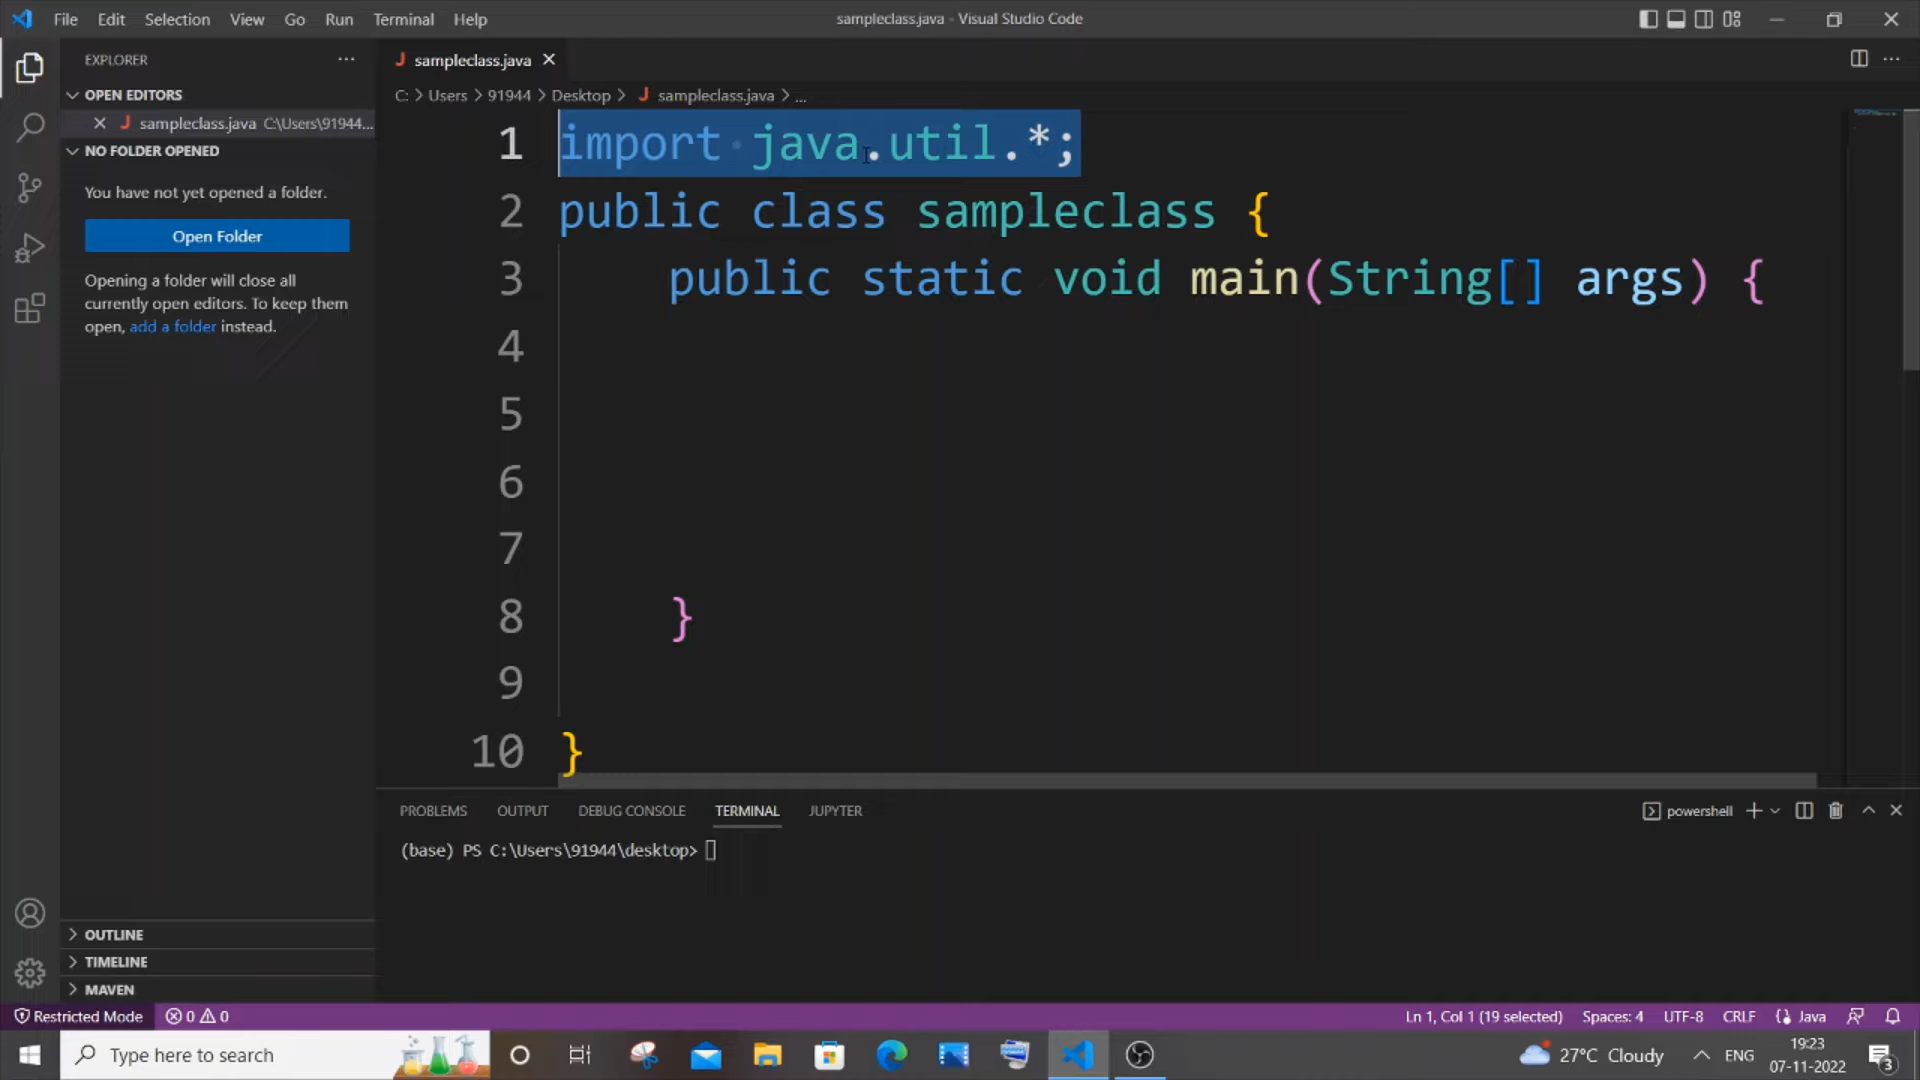 File Edit Selection View Go Run Terminal Help
sampleclass.java - Visual Studio Code
EXPLORER
OPEN EDITORS
sampleclass.java C:\Users\91944...
NO FOLDER OPENED
You have not yet opened a folder.
Open Folder
Opening a folder will close all
currently open editors. To keep them
open, add a folder instead.
OUTLINE
TIMELINE
MAVEN
sampleclass.java
C: > Users > 91944 > Desktop > sampleclass.java > ...
1 import java.util.*;
2 public class sampleclass {
3 public static void main(String[] args) {
4
5
6
7
8 }
9
10 }
PROBLEMS OUTPUT DEBUG CONSOLE TERMINAL JUPYTER
powershell
(base) PS C:\Users\91944\desktop>
Restricted Mode 0 0
Ln 1, Col 1 (19 selected) Spaces: 4 UTF-8 CRLF Java
Type here to search
27°C Cloudy ENG
19:23
07-11-2022
3